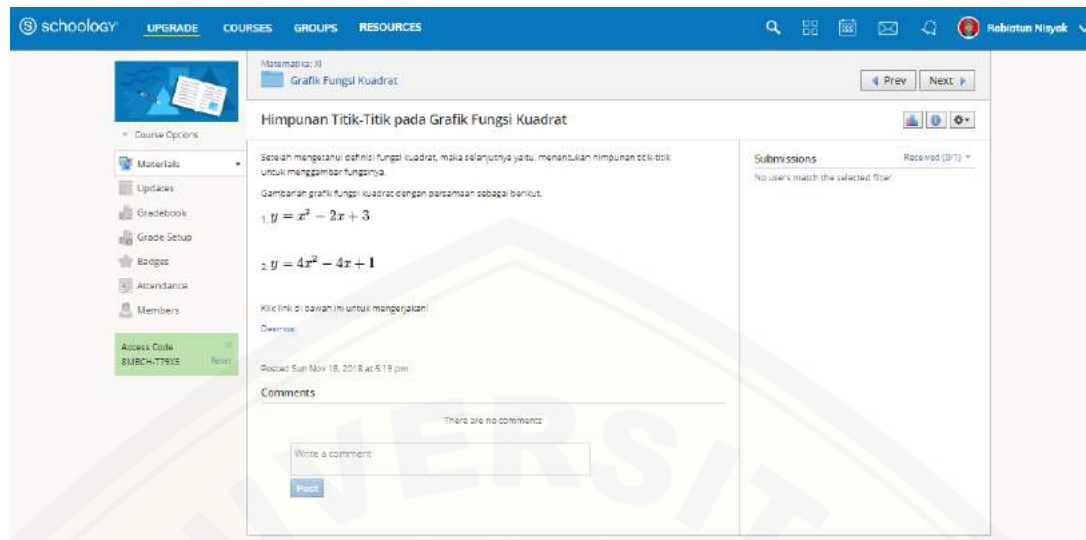 schoology UPGRADE COURSES GROUPS RESOURCES Robiatun Nisyak
Matematika: XI
Grafik Fungsi Kuadrat
Prev Next
Himpunan Titik-Titik pada Grafik Fungsi Kuadrat
Course Options
Materials
Updates
Gradebook
Grade Setup
Badges
Attendance
Members
Access Code
8MBCH-T79X5 Reset
Setelah mengetahui definisi fungsi kuadrat, maka selanjutnya yaitu, menentukan himpunan titik-titik
untuk menggambar fungsinya.
Gambarlah grafik fungsi kuadrat dengan persamaan sebagai berikut.
1. y = x² − 2x + 3
2. y = 4x² − 4x + 1
Klik link di bawah ini untuk mengerjakan!
Desmos
Posted Sun Nov 18, 2018 at 5:19 pm
Comments
There are no comments
Write a comment
Post
Submissions Received (0/1)
No users match the selected filter.
UNIVERSIT